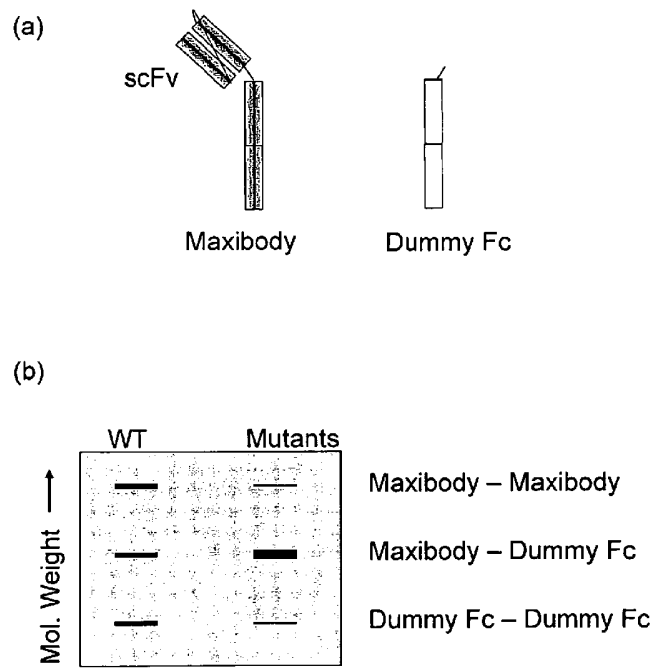 (a)
scFv
Maxibody
Dummy Fc
(b)
WT
Mutants
Mol. Weight
Maxibody – Maxibody
Maxibody – Dummy Fc
Dummy Fc – Dummy Fc